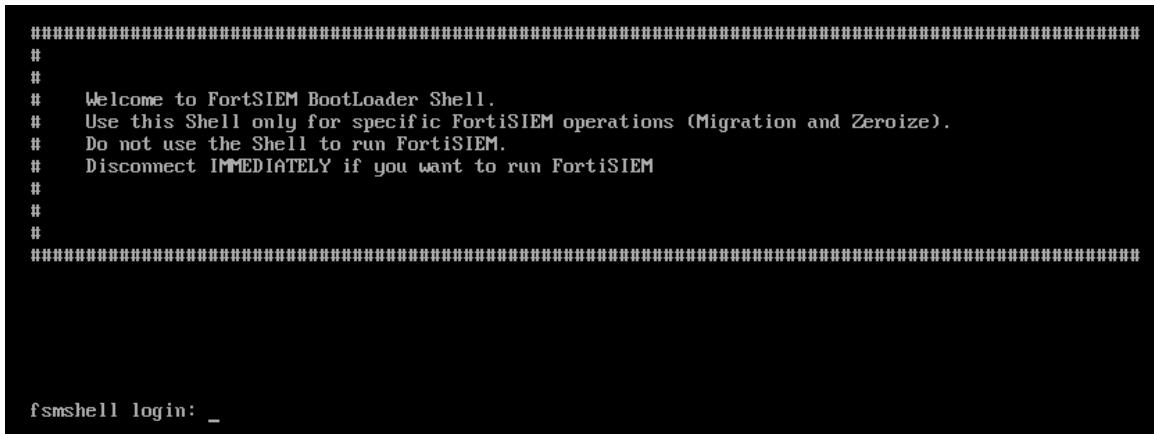 ####################################################################################################
#
#
#    Welcome to FortSIEM BootLoader Shell.
#    Use this Shell only for specific FortiSIEM operations (Migration and Zeroize).
#    Do not use the Shell to run FortiSIEM.
#    Disconnect IMMEDIATELY if you want to run FortiSIEM
#
#
#
####################################################################################################
fsmshell login: _